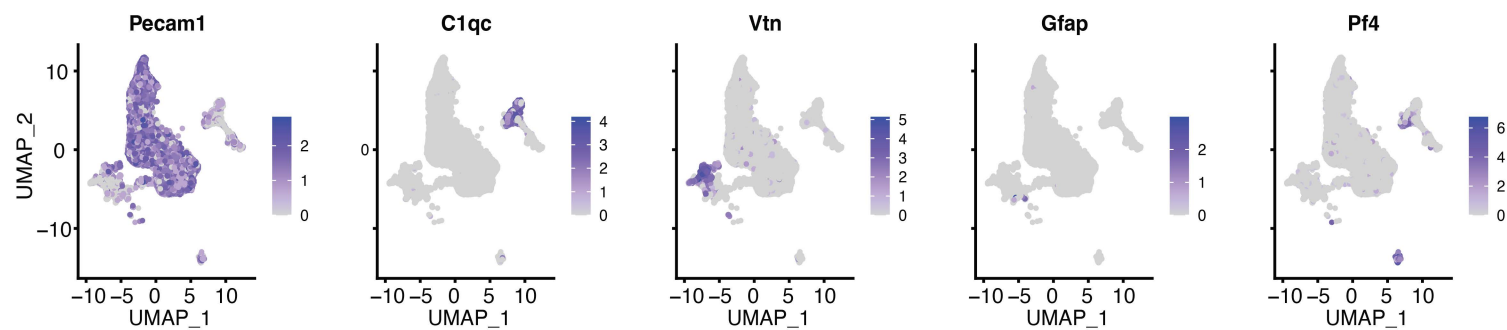 Pecam1 C1qc Vtn Gfap Pf4
10 4 5 6
2 3 4 2 4
UMAP_2 0 1 0 2 3 1 2
0 1 2 0 0
−10 0 1
0
−10 −5 0 5 10 −10 −5 0 5 10 −10 −5 0 5 10 −10 −5 0 5 10 −10 −5 0 5 10
UMAP_1 UMAP_1 UMAP_1 UMAP_1 UMAP_1